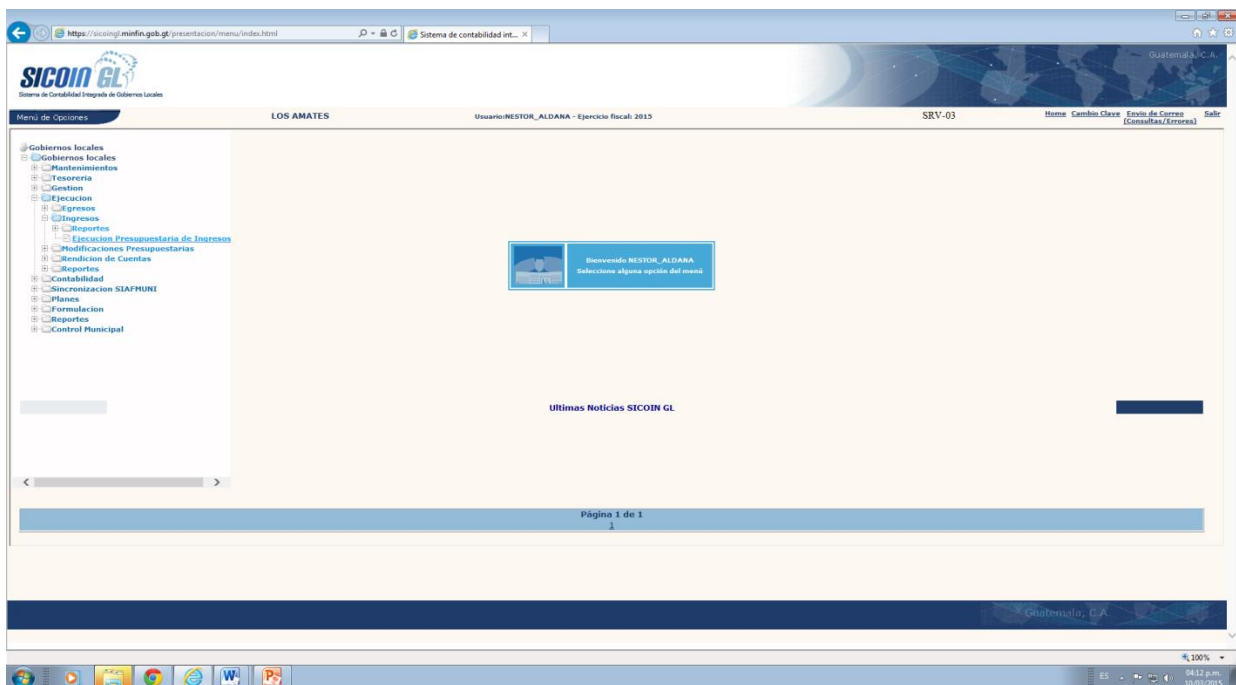 https://sicoingl.minfin.gob.gt/presentacion/menu/index.html
Sistema de contabilidad int...
SICOIN GL
Sistema de Contabilidad Integrada de Gobiernos Locales
Guatemala, C.A.
Menú de Opciones
LOS AMATES
Usuario:NESTOR_ALDANA - Ejercicio fiscal: 2015
SRV-03
Home Cambio Clave Envio de Correo Salir
(Consultas/Errores)
Gobiernos locales
Gobiernos locales
Mantenimientos
Tesoreria
Gestion
Ejecucion
Egresos
Ingresos
Reportes
Ejecucion Presupuestaria de Ingresos
Modificaciones Presupuestarias
Rendicion de Cuentas
Reportes
Contabilidad
Sincronizacion SIAFMUNI
Planes
Formulacion
Reportes
Control Municipal
Bienvenido NESTOR_ALDANA
Seleccione alguna opción del menú
Ultimas Noticias SICOIN GL
Página 1 de 1
1
Guatemala, C.A.
100%
ES
04:12 p.m.
10/03/2015